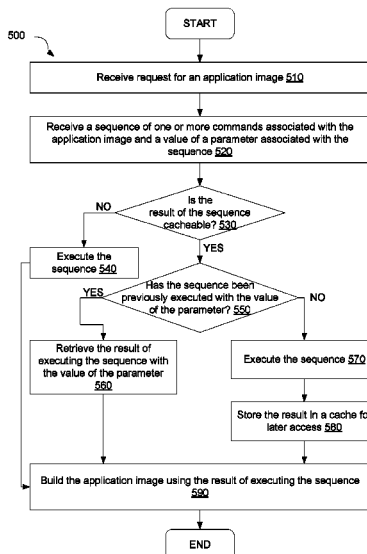 START
500
Receive request for an application image 510
Receive a sequence of one or more commands associated with the
application image and a value of a parameter associated with the
sequence 520
Is the
result of the sequence
cacheable? 530
NO
YES
Execute the
sequence 540
Has the sequence been
previously executed with the value
of the parameter? 550
YES
NO
Retrieve the result of
executing the sequence with
the value of the parameter
560
Execute the sequence 570
Store the result in a cache for
later access 580
Build the application image using the result of executing the sequence
590
END